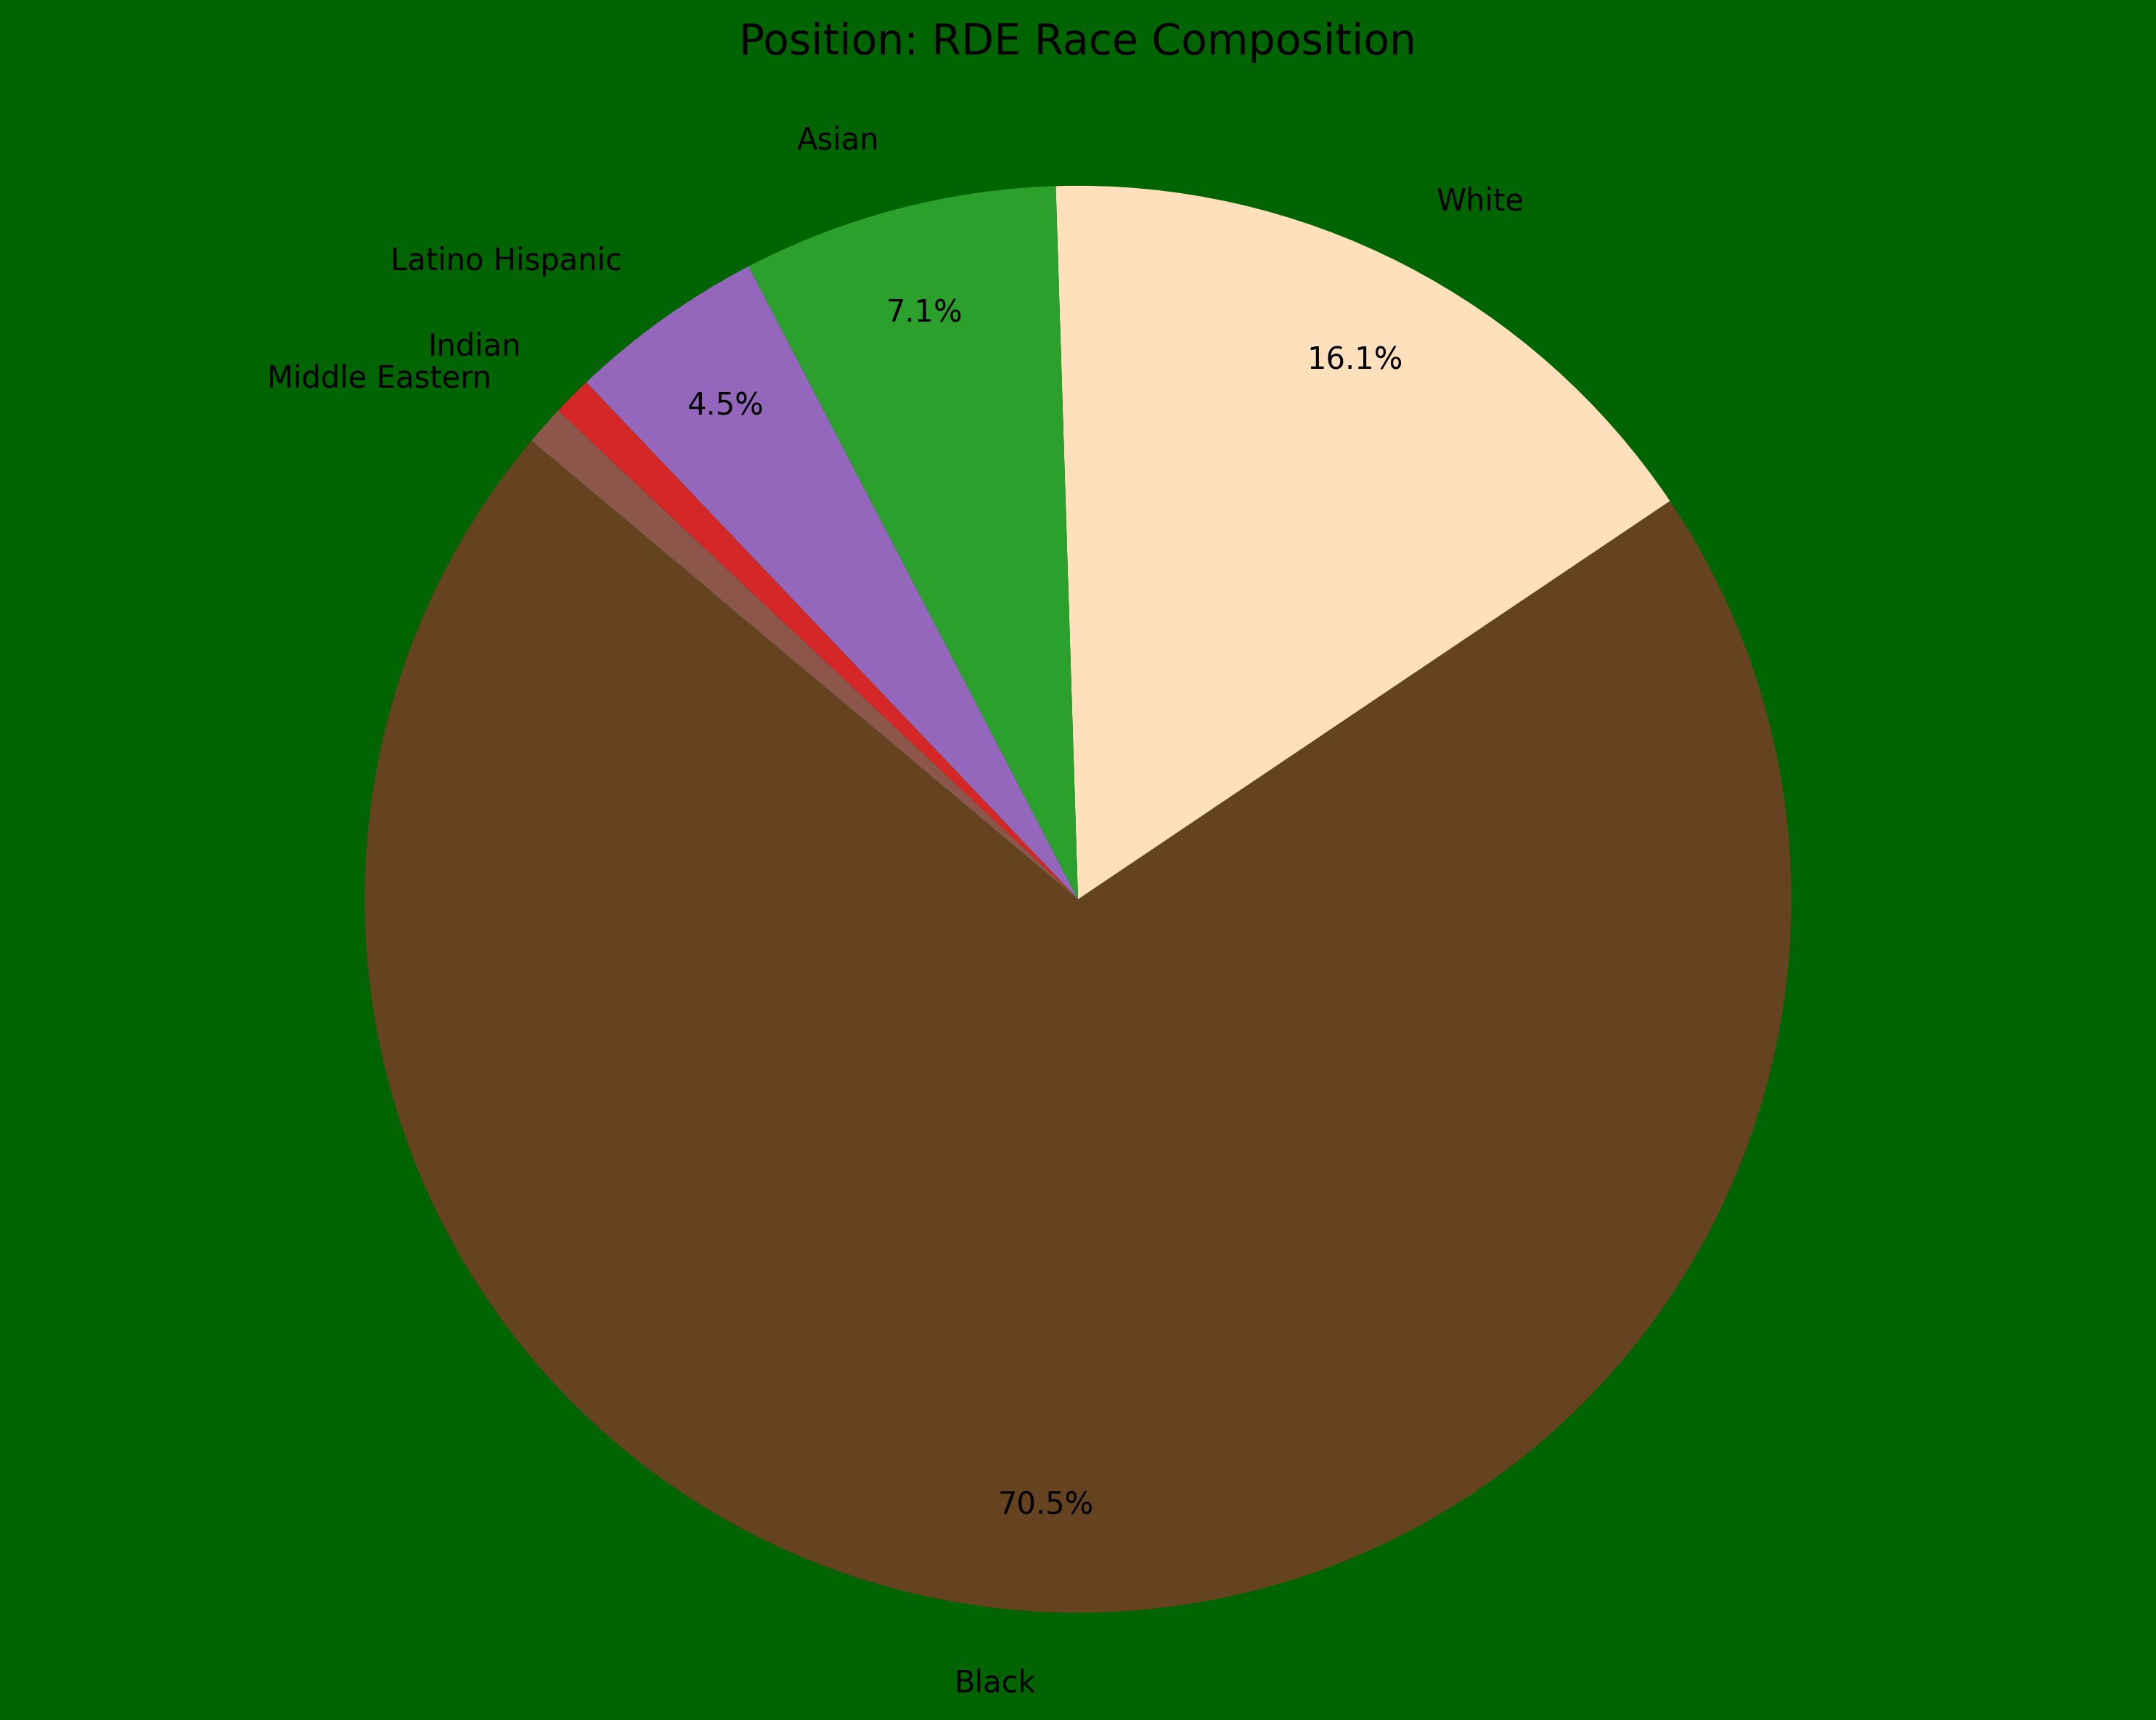 Position: RDE Race Composition
Asian
White
Latino Hispanic
7.1%
Indian
16.1%
Middle Eastern
4.5%
70.5%
Black